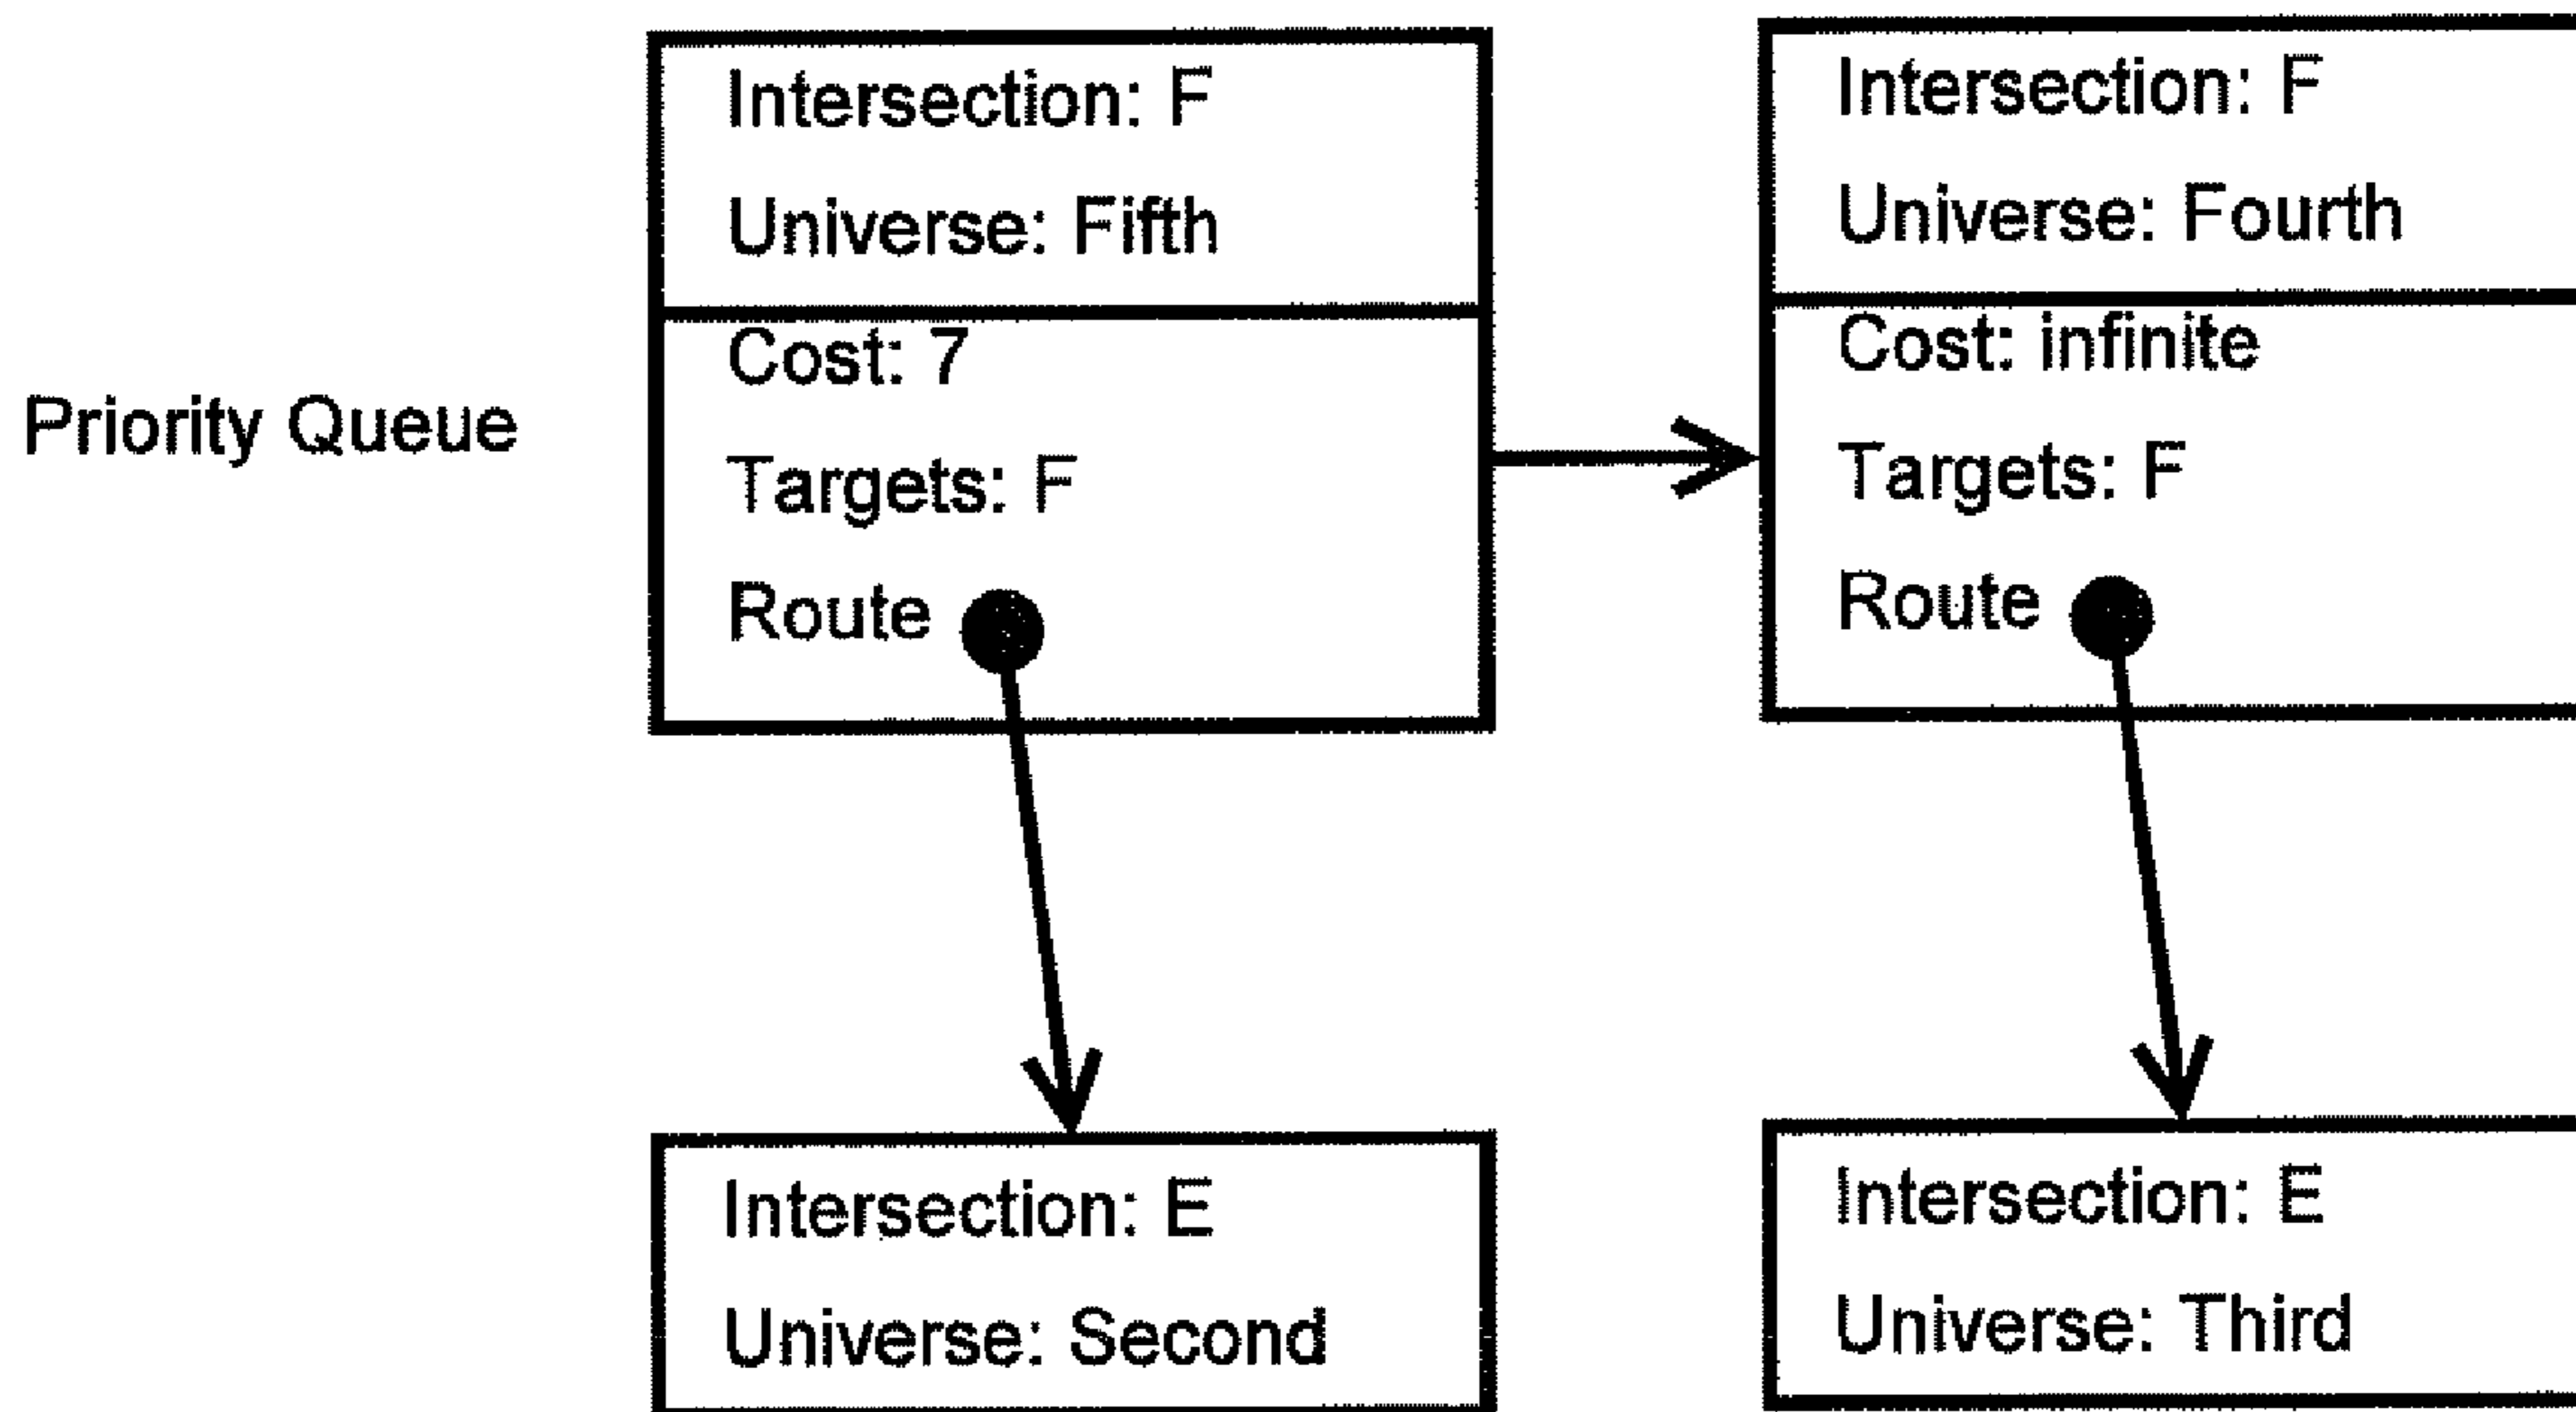 Priority Queue
Intersection: F
Universe: Fifth
Cost: 7
Targets: F
Route
Intersection: F
Universe: Fourth
Cost: infinite
Targets: F
Route
Intersection: E
Universe: Second
Intersection: E
Universe: Third